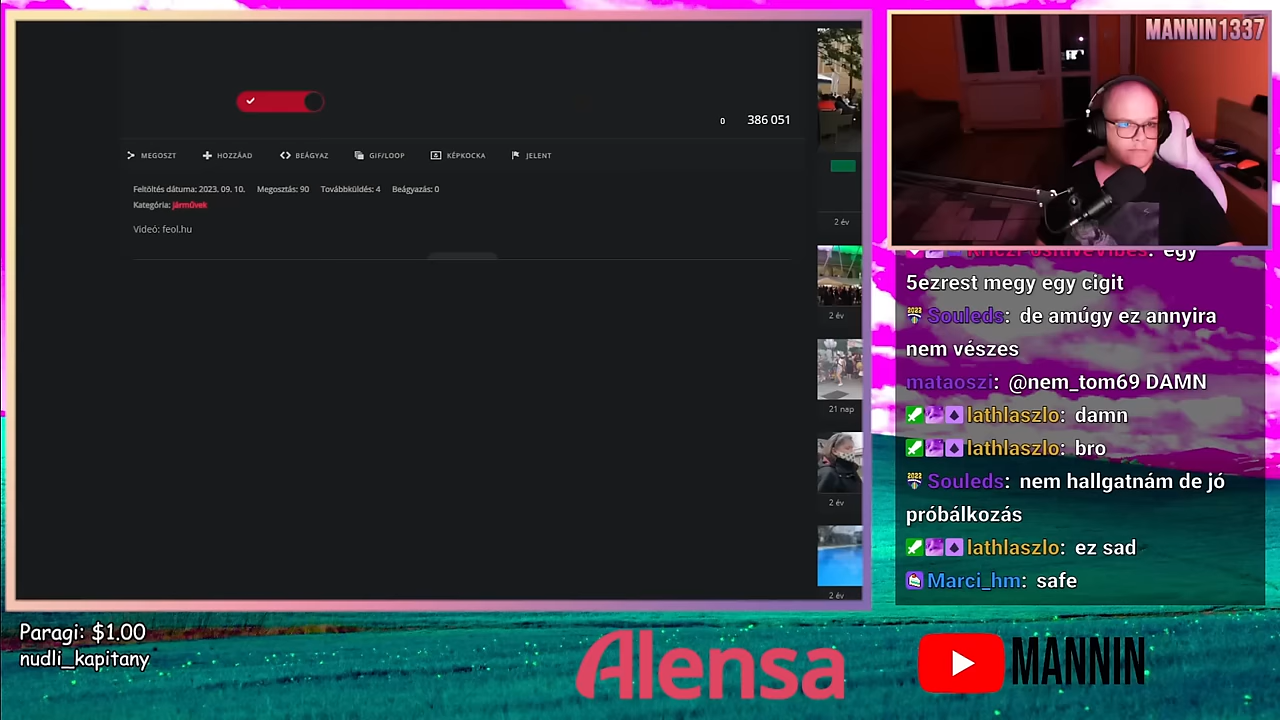 MANNIN1337
0 386 051
MEGOSZT HOZZÁAD BEÁGYAZ GIF/LOOP KÉPKOCKA JELENT
Feltöltés dátuma: 2023. 09. 10. Megosztás: 90 Továbbküldés: 4 Beágyazás: 0
Kategória: Járművek
Videó: feol.hu
2 év
2 év
21 nap
2 év
2 év
egy
5ezrest megy egy cigit
Souleds: de amúgy ez annyira
nem vészes
mataoszi: @nem_tom69 DAMN
lathlaszlo: damn
lathlaszlo: bro
Souleds: nem hallgatnám de jó
próbálkozás
lathlaszlo: ez sad
Marci_hm: safe
Paragi: $1.00
nudli_kapitany
Alensa
MANNIN